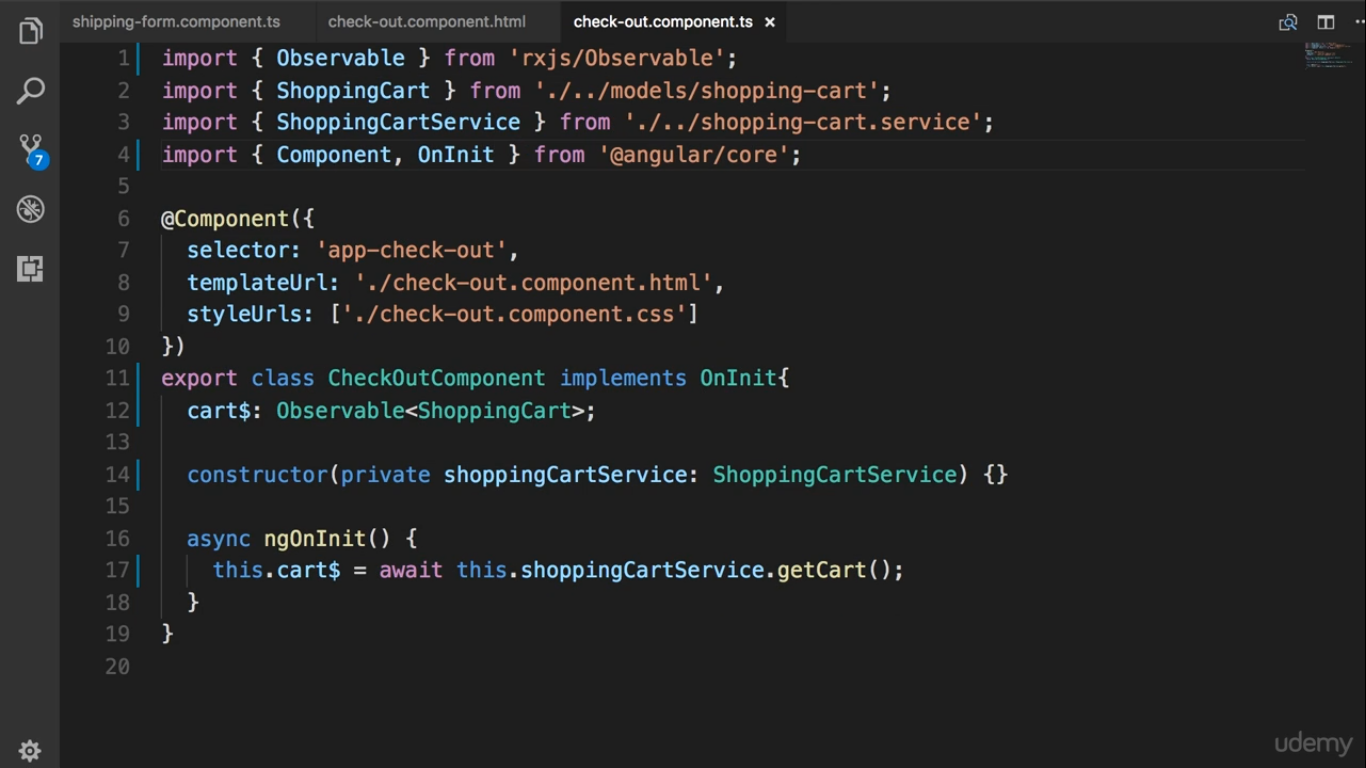 shipping-form.component.ts check-out.component.html check-out.component.ts ×
1 import { Observable } from 'rxjs/Observable';
2 import { ShoppingCart } from './../models/shopping-cart';
3 import { ShoppingCartService } from './../shopping-cart.service';
4 import { Component, OnInit } from '@angular/core';
5
6 @Component({
7   selector: 'app-check-out',
8   templateUrl: './check-out.component.html',
9   styleUrls: ['./check-out.component.css']
10 })
11 export class CheckOutComponent implements OnInit{
12   cart$: Observable<ShoppingCart>;
13
14   constructor(private shoppingCartService: ShoppingCartService) {}
15
16   async ngOnInit() {
17     this.cart$ = await this.shoppingCartService.getCart();
18   }
19 }
20
7
udemy